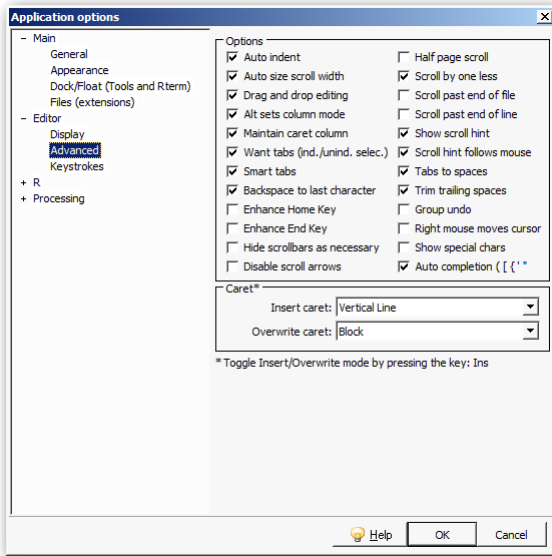 Application options
- Main
General
Appearance
Dock/Float (Tools and Rterm)
Files (extensions)
- Editor
Display
Advanced
Keystrokes
+ R
+ Processing
Options
Auto indent
Auto size scroll width
Drag and drop editing
Alt sets column mode
Maintain caret column
Want tabs (ind./unind. selec.)
Smart tabs
Backspace to last character
Enhance Home Key
Enhance End Key
Hide scrollbars as necessary
Disable scroll arrows
Half page scroll
Scroll by one less
Scroll past end of file
Scroll past end of line
Show scroll hint
Scroll hint follows mouse
Tabs to spaces
Trim trailing spaces
Group undo
Right mouse moves cursor
Show special chars
Auto completion ( [ { ' "
Caret*
Insert caret: Vertical Line
Overwrite caret: Block
* Toggle Insert/Overwrite mode by pressing the key: Ins
Help OK Cancel